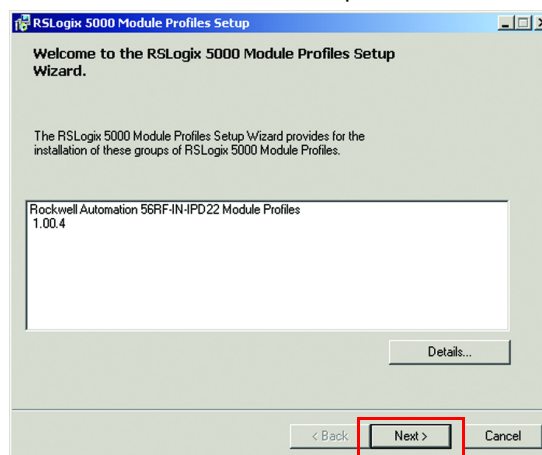 RSLogix 5000 Module Profiles Setup
Welcome to the RSLogix 5000 Module Profiles Setup
Wizard.
The RSLogix 5000 Module Profiles Setup Wizard provides for the
installation of these groups of RSLogix 5000 Module Profiles.
Rockwell Automation 56RF-IN-IPD22 Module Profiles
1.00.4
Details...
< Back
Next >
Cancel